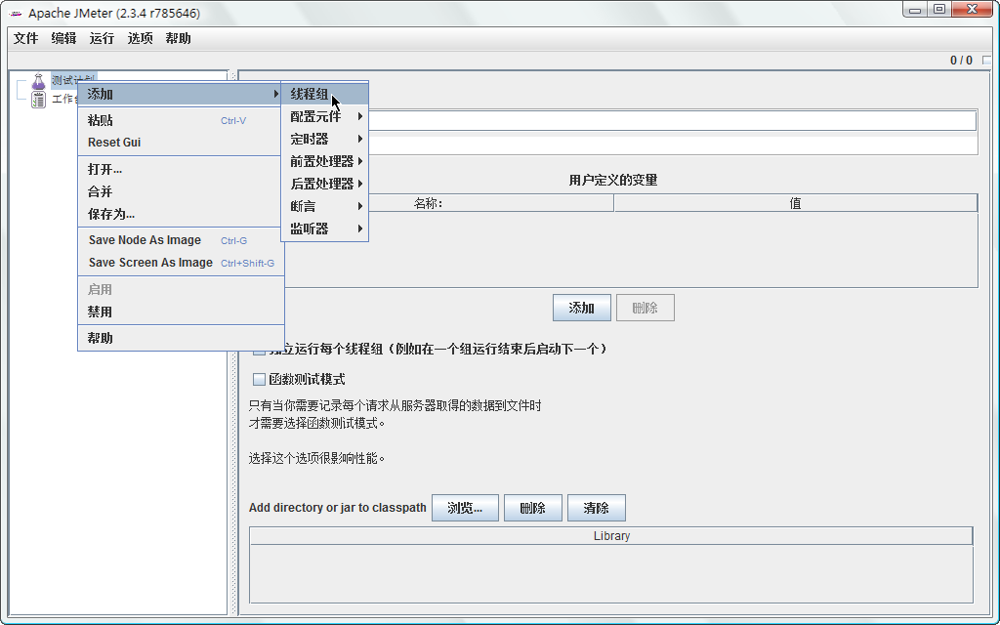 Apache JMeter (2.3.4 r785646)
文件 编辑 运行 选项 帮助
0 / 0
测试计划
工作
添加
粘贴 Ctrl-V
Reset Gui
打开...
合并
保存为...
Save Node As Image Ctrl-G
Save Screen As Image Ctrl+Shift-G
启用
禁用
帮助
线程组
配置元件
定时器
前置处理器
后置处理器
断言
监听器
用户定义的变量
名称: 值
添加 删除
独立运行每个线程组（例如在一个组运行结束后启动下一个）
函数测试模式
只有当你需要记录每个请求从服务器取得的数据到文件时
才需要选择函数测试模式。
选择这个选项很影响性能。
Add directory or jar to classpath 浏览... 删除 清除
Library